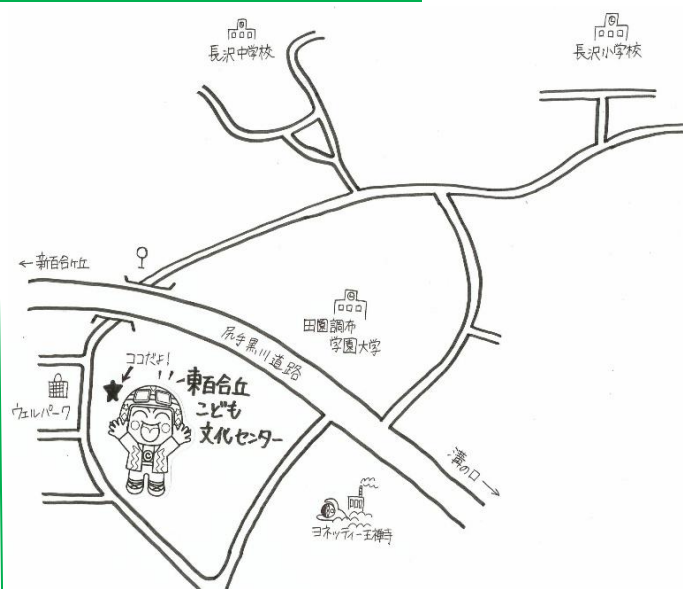 長沢中学校
長沢小学校
←新百合ヶ丘
田園調布
学園大学
尻手黒川道路
ココだよ!
東百合丘
こども
文化センター
ウェルパーク
溝の口→
ヨネッティー王禅寺